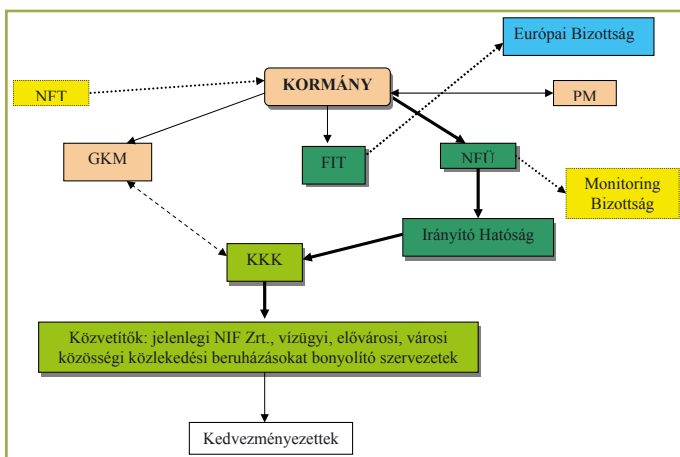 Európai Bizottság
KORMÁNY
NFT
PM
GKM
FIT
NFÜ
Monitoring
Bizottság
Irányító Hatóság
KKK
Közvetítők: jelenlegi NIF Zrt., vízügyi, elővárosi, városi
közösségi közlekedési beruházásokat bonyolító szervezetek
Kedvezményezettek